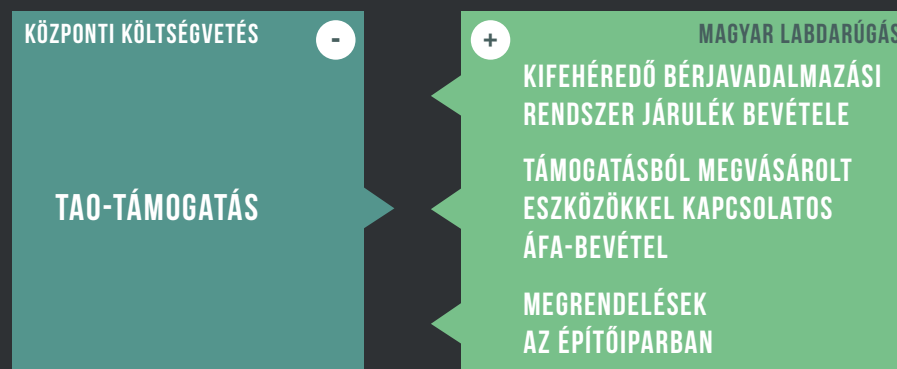 KÖZPONTI KÖLTSÉGVETÉS
-
TAO-TÁMOGATÁS
+
MAGYAR LABDARÚGÁS
KIFEHÉREDŐ BÉRJAVADALMAZÁSI
RENDSZER JÁRULÉK BEVÉTELE
TÁMOGATÁSBÓL MEGVÁSÁROLT
ESZKÖZÖKKEL KAPCSOLATOS
ÁFA-BEVÉTEL
MEGRENDELÉSEK
AZ ÉPÍTŐIPARBAN